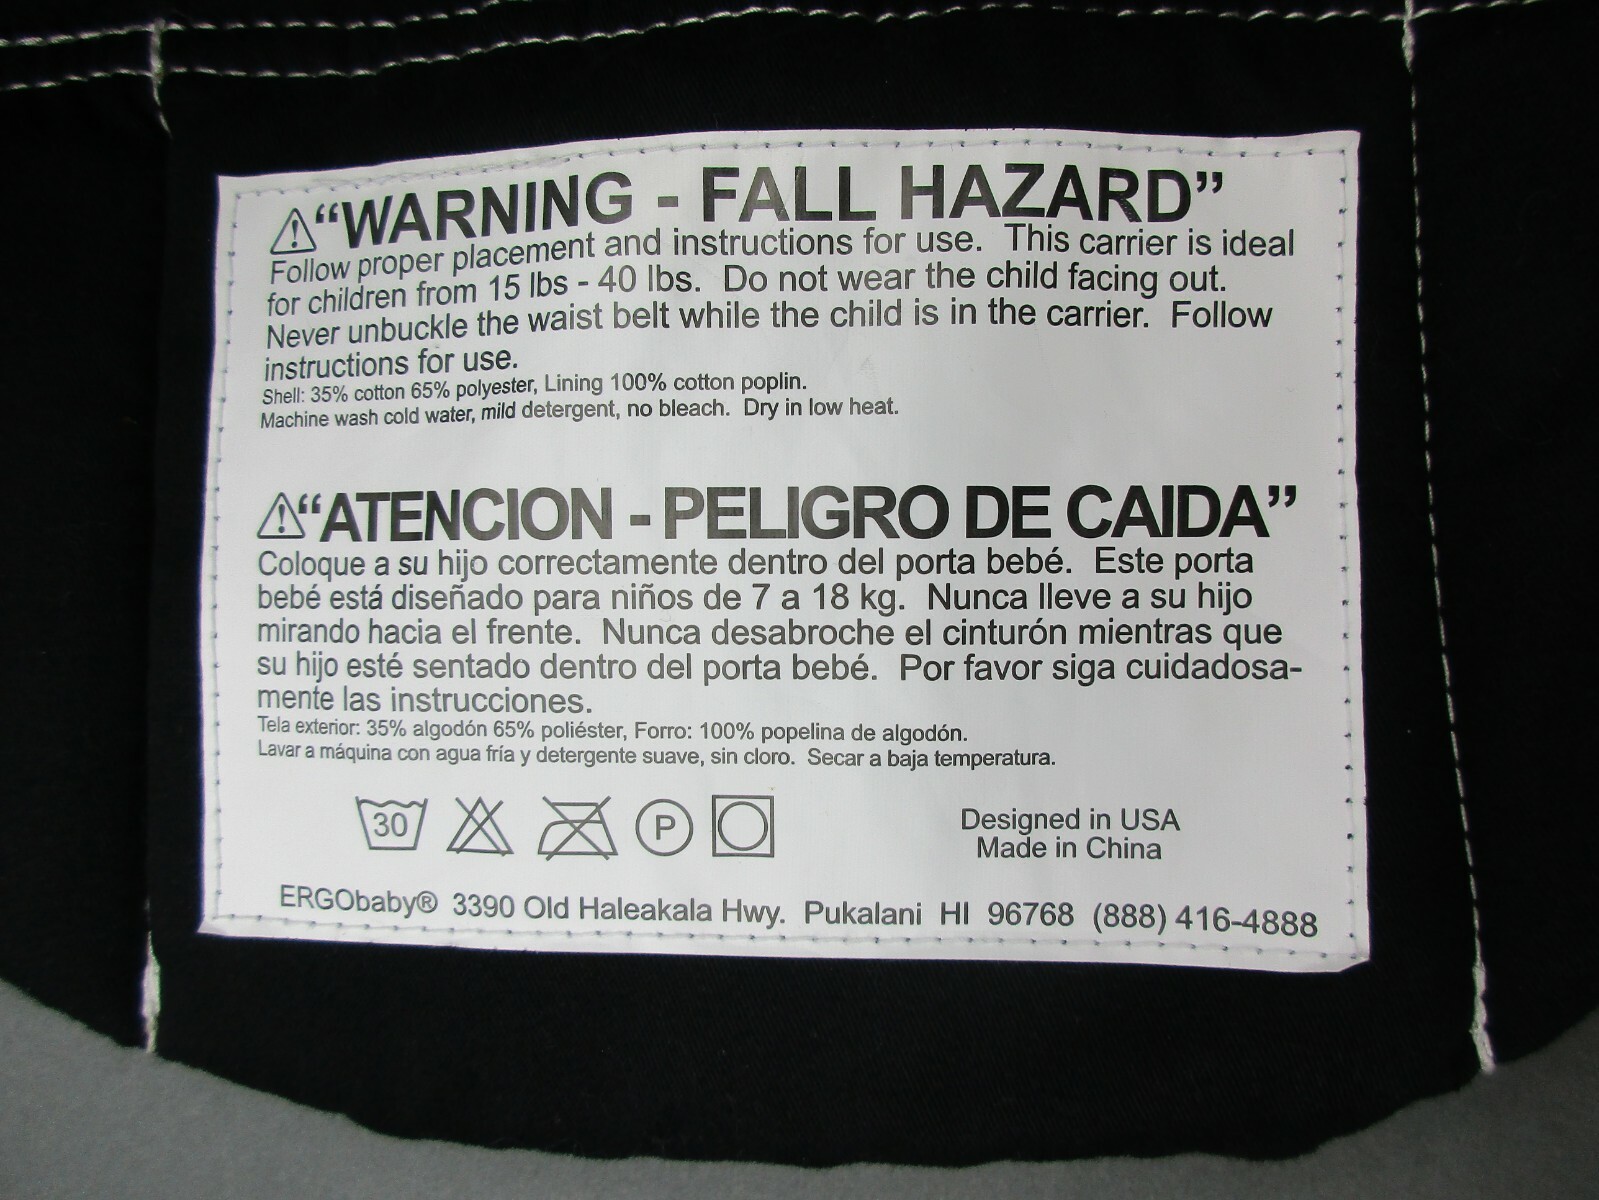 “WARNING - FALL HAZARD”
Follow proper placement and instructions for use. This carrier is ideal
for children from 15 lbs - 40 lbs. Do not wear the child facing out.
Never unbuckle the waist belt while the child is in the carrier. Follow
instructions for use.
Shell: 35% cotton 65% polyester, Lining 100% cotton poplin.
Machine wash cold water, mild detergent, no bleach. Dry in low heat.
“ATENCION - PELIGRO DE CAIDA”
Coloque a su hijo correctamente dentro del porta bebé. Este porta
bebé está diseñado para niños de 7 a 18 kg. Nunca lleve a su hijo
mirando hacia el frente. Nunca desabroche el cinturón mientras que
su hijo esté sentado dentro del porta bebé. Por favor siga cuidadosa-
mente las instrucciones.
Tela exterior: 35% algodón 65% poliéster, Forro: 100% popelina de algodón.
Lavar a máquina con agua fría y detergente suave, sin cloro. Secar a baja temperatura.
30 P
Designed in USA
Made in China
ERGObaby® 3390 Old Haleakala Hwy. Pukalani HI 96768 (888) 416-4888